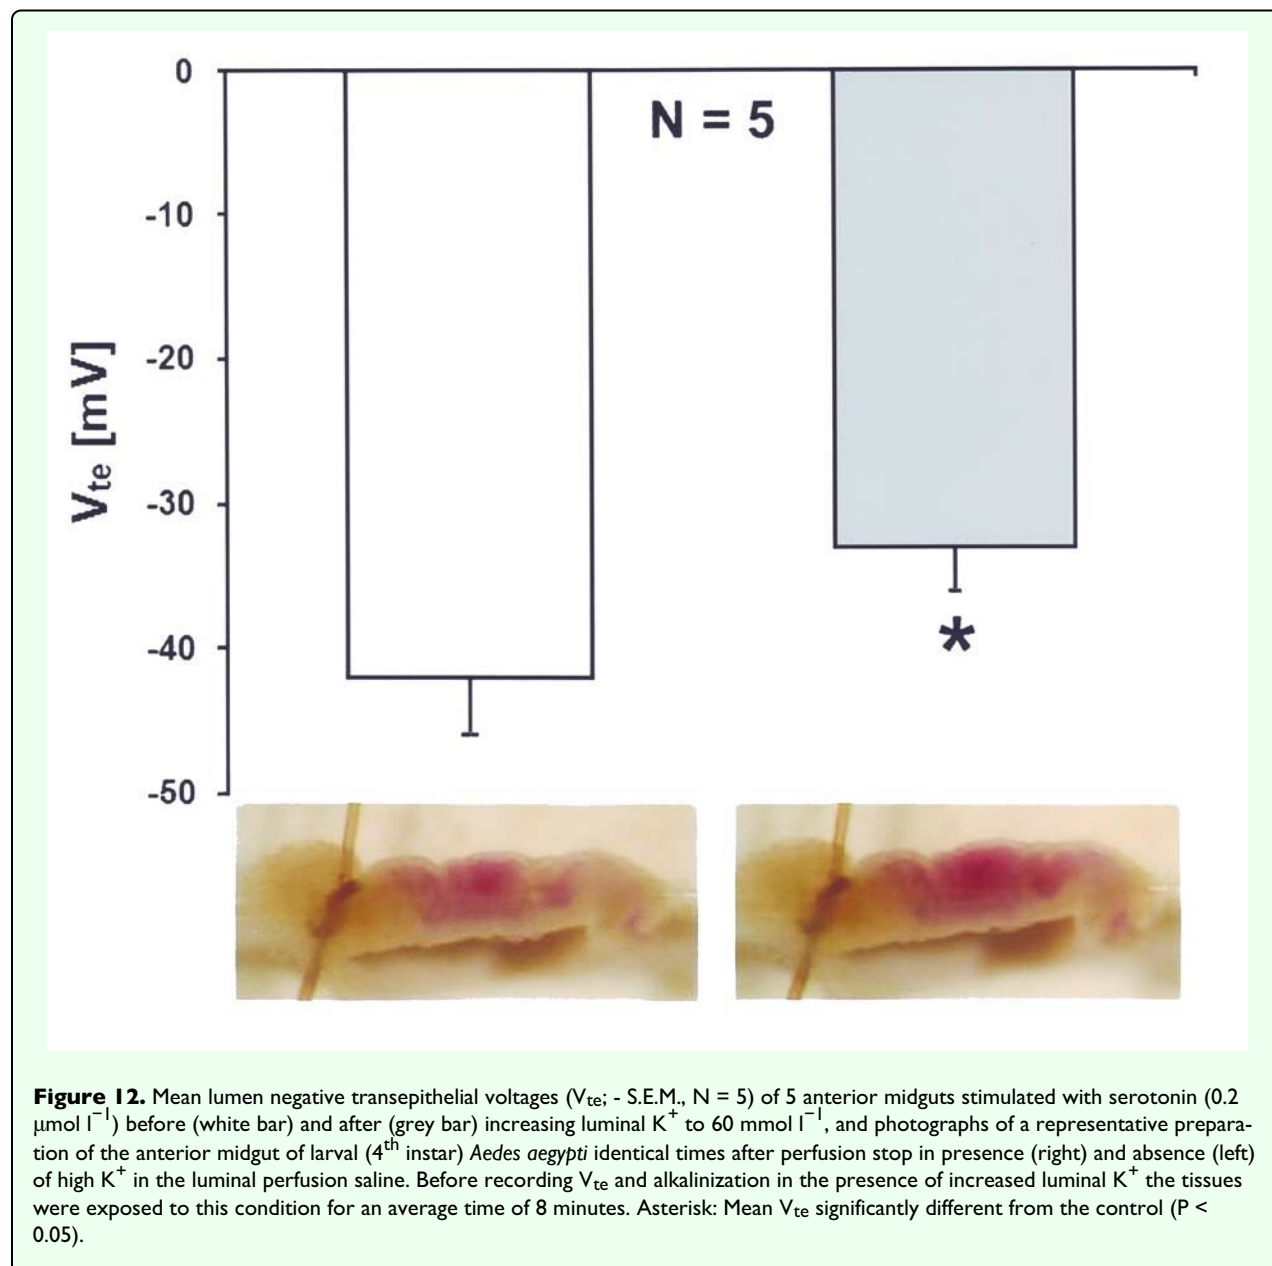 0
N = 5
-10
-20
V te [mV]
-30
*
-40
-50
Figure 12. Mean lumen negative transepithelial voltages (Vte; - S.E.M., N = 5) of 5 anterior midguts stimulated with serotonin (0.2
μmol l−1) before (white bar) and after (grey bar) increasing luminal K+ to 60 mmol l−1, and photographs of a representative prepara-
tion of the anterior midgut of larval (4th instar) Aedes aegypti identical times after perfusion stop in presence (right) and absence (left)
of high K+ in the luminal perfusion saline. Before recording Vte and alkalinization in the presence of increased luminal K+ the tissues
were exposed to this condition for an average time of 8 minutes. Asterisk: Mean Vte significantly different from the control (P <
0.05).